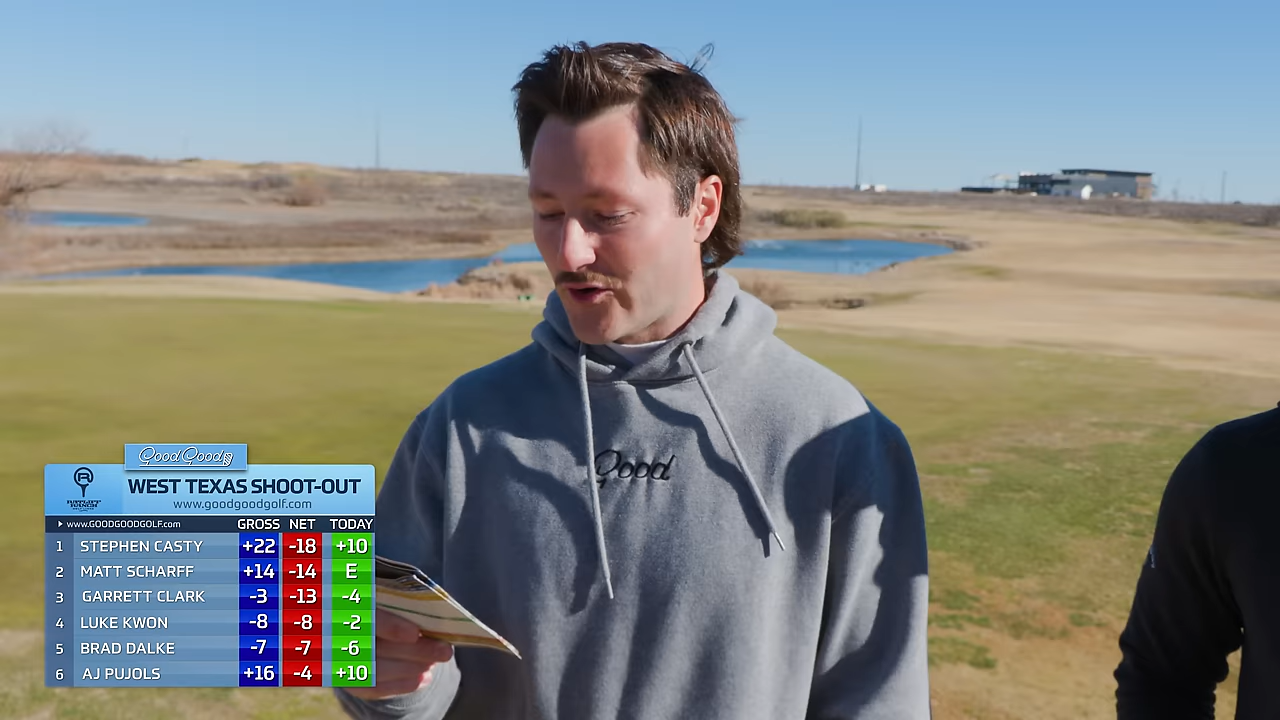 Good
GoodGood
WEST TEXAS SHOOT-OUT
www.goodgoodgolf.com
www.GOODGOODGOLF.com GROSS NET TODAY
1 STEPHEN CASTY +22 -18 +10
2 MATT SCHARFF +14 -14 E
3 GARRETT CLARK -3 -13 -4
4 LUKE KWON -8 -8 -2
5 BRAD DALKE -7 -7 -6
6 AJ PUJOLS +16 -4 +10